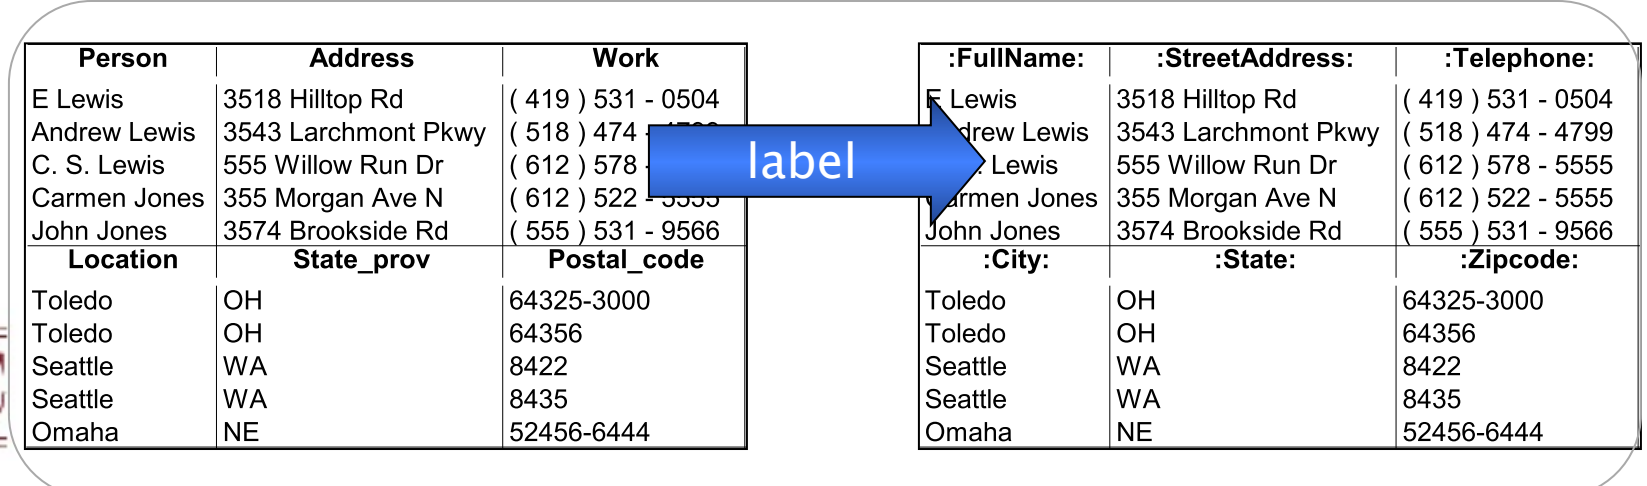 Person Address Work
E Lewis 3518 Hilltop Rd ( 419 ) 531 - 0504
Andrew Lewis 3543 Larchmont Pkwy ( 518 ) 474 -
C. S. Lewis 555 Willow Run Dr ( 612 ) 578
Carmen Jones 355 Morgan Ave N ( 612 ) 522 - 5555
John Jones 3574 Brookside Rd ( 555 ) 531 - 9566
Location State_prov Postal_code
Toledo OH 64325-3000
Toledo OH 64356
Seattle WA 8422
Seattle WA 8435
Omaha NE 52456-6444
label
:FullName: :StreetAddress: :Telephone:
E Lewis 3518 Hilltop Rd ( 419 ) 531 - 0504
drew Lewis 3543 Larchmont Pkwy ( 518 ) 474 - 4799
Lewis 555 Willow Run Dr ( 612 ) 578 - 5555
Carmen Jones 355 Morgan Ave N ( 612 ) 522 - 5555
John Jones 3574 Brookside Rd ( 555 ) 531 - 9566
:City: :State: :Zipcode:
Toledo OH 64325-3000
Toledo OH 64356
Seattle WA 8422
Seattle WA 8435
Omaha NE 52456-6444